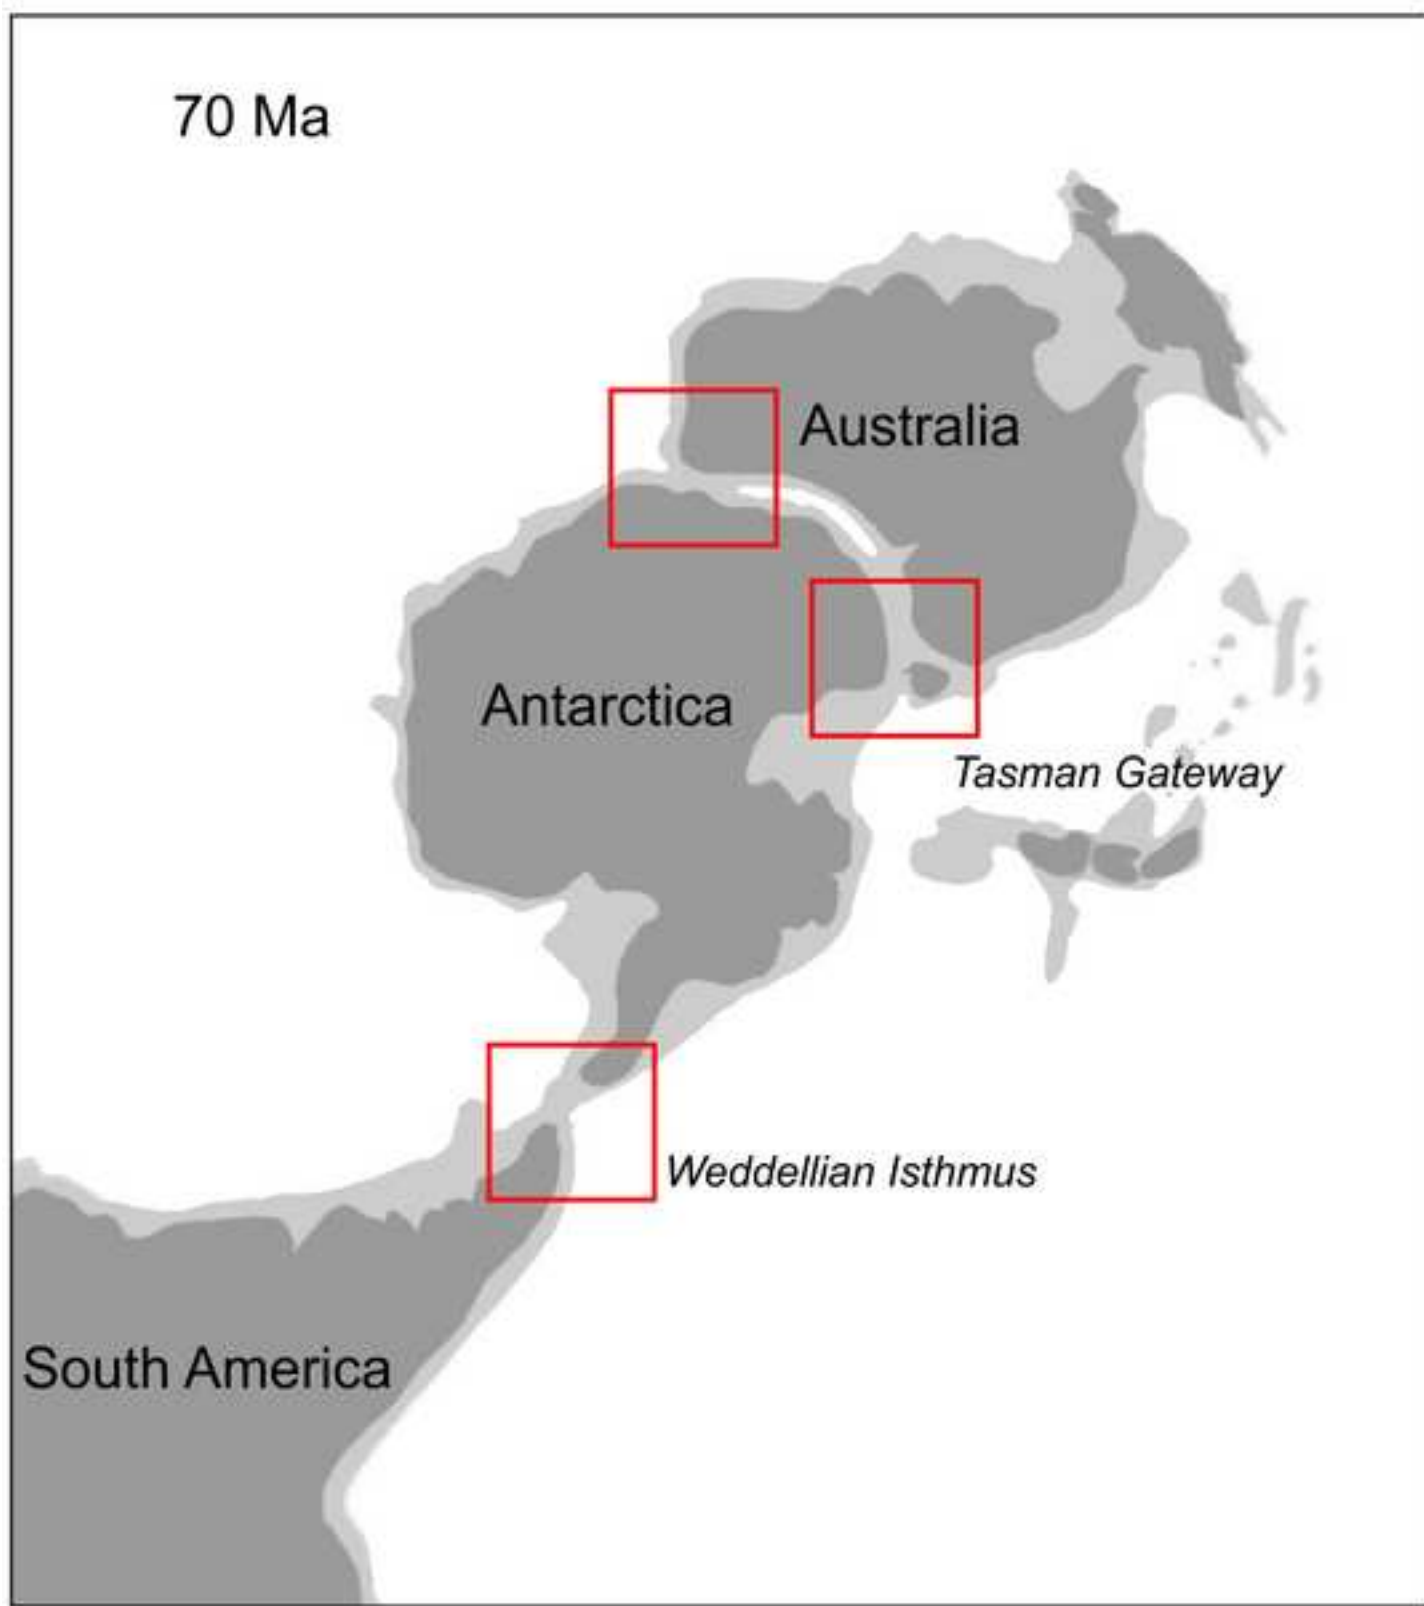 70 Ma
Australia
Antarctica
Tasman Gateway
Weddellian Isthmus
South America